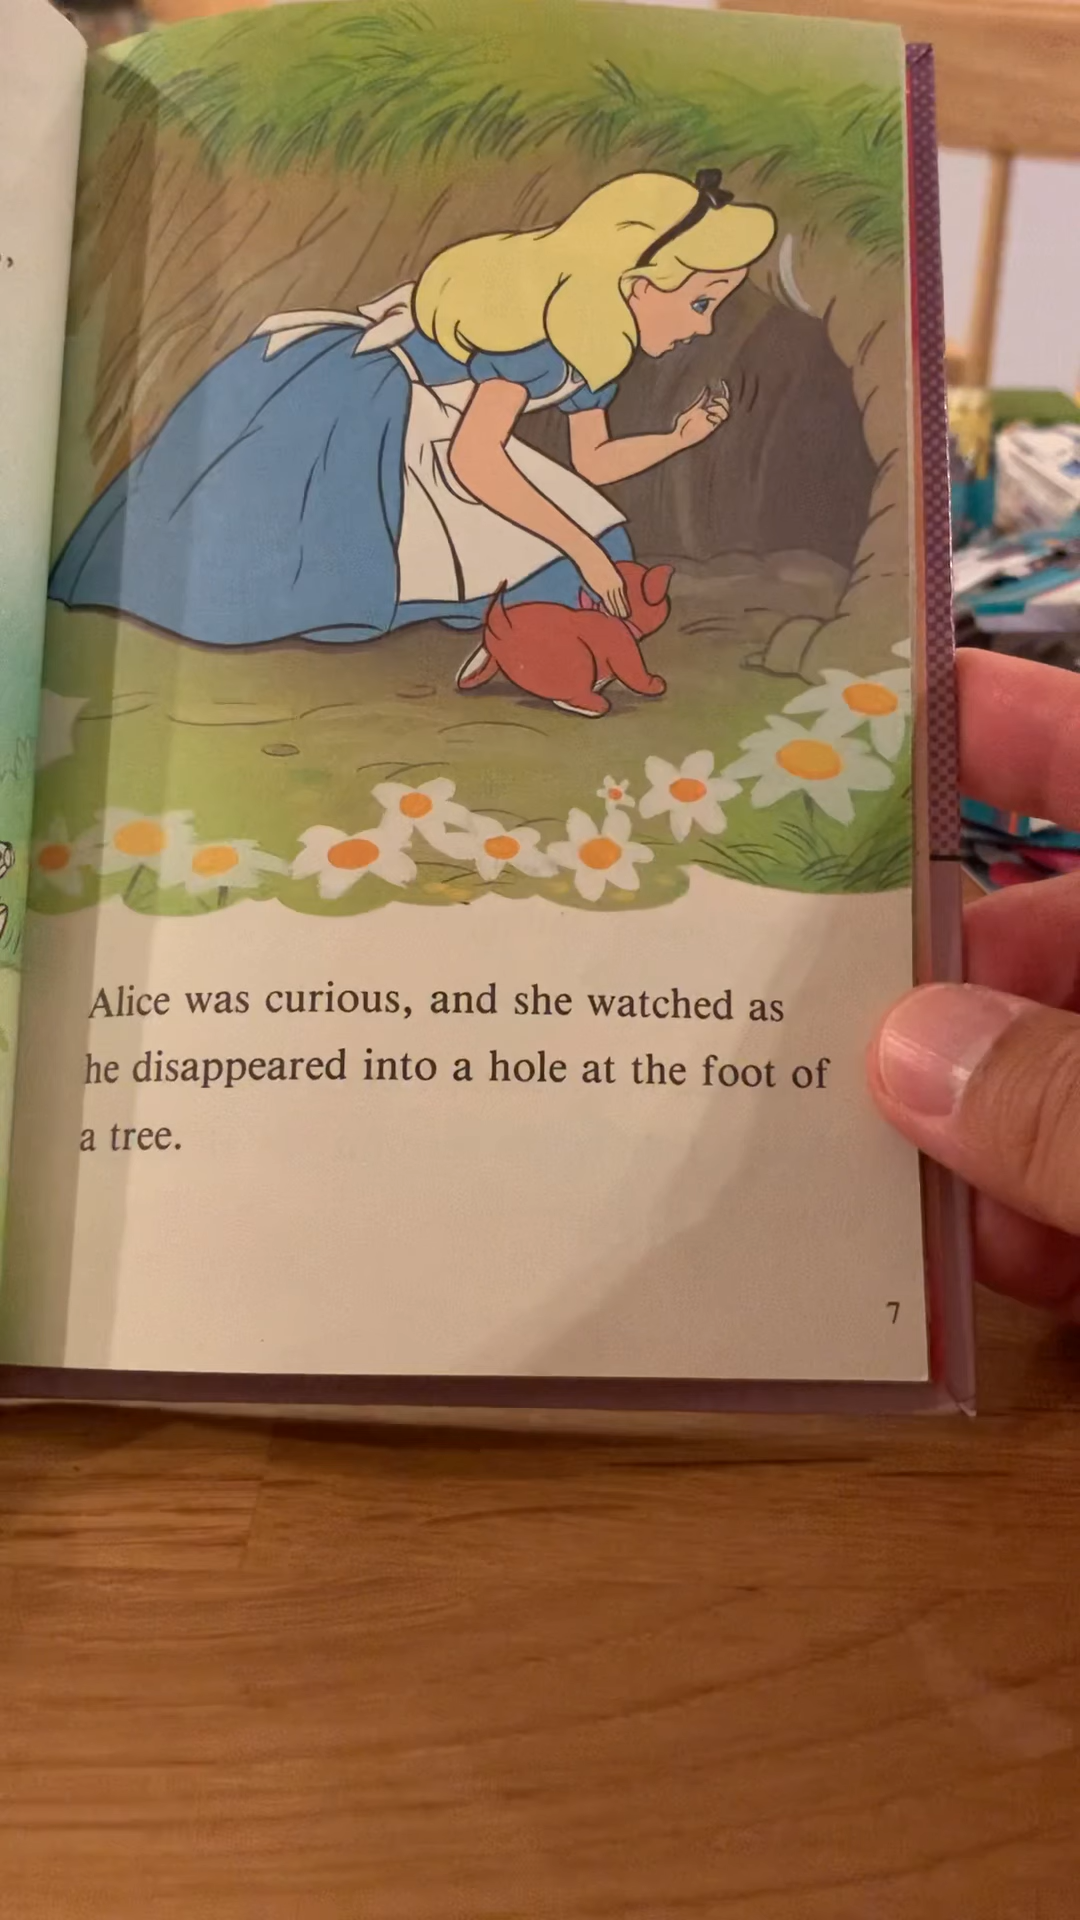 Alice was curious, and she watched as
he disappeared into a hole at the foot of
a tree.
7